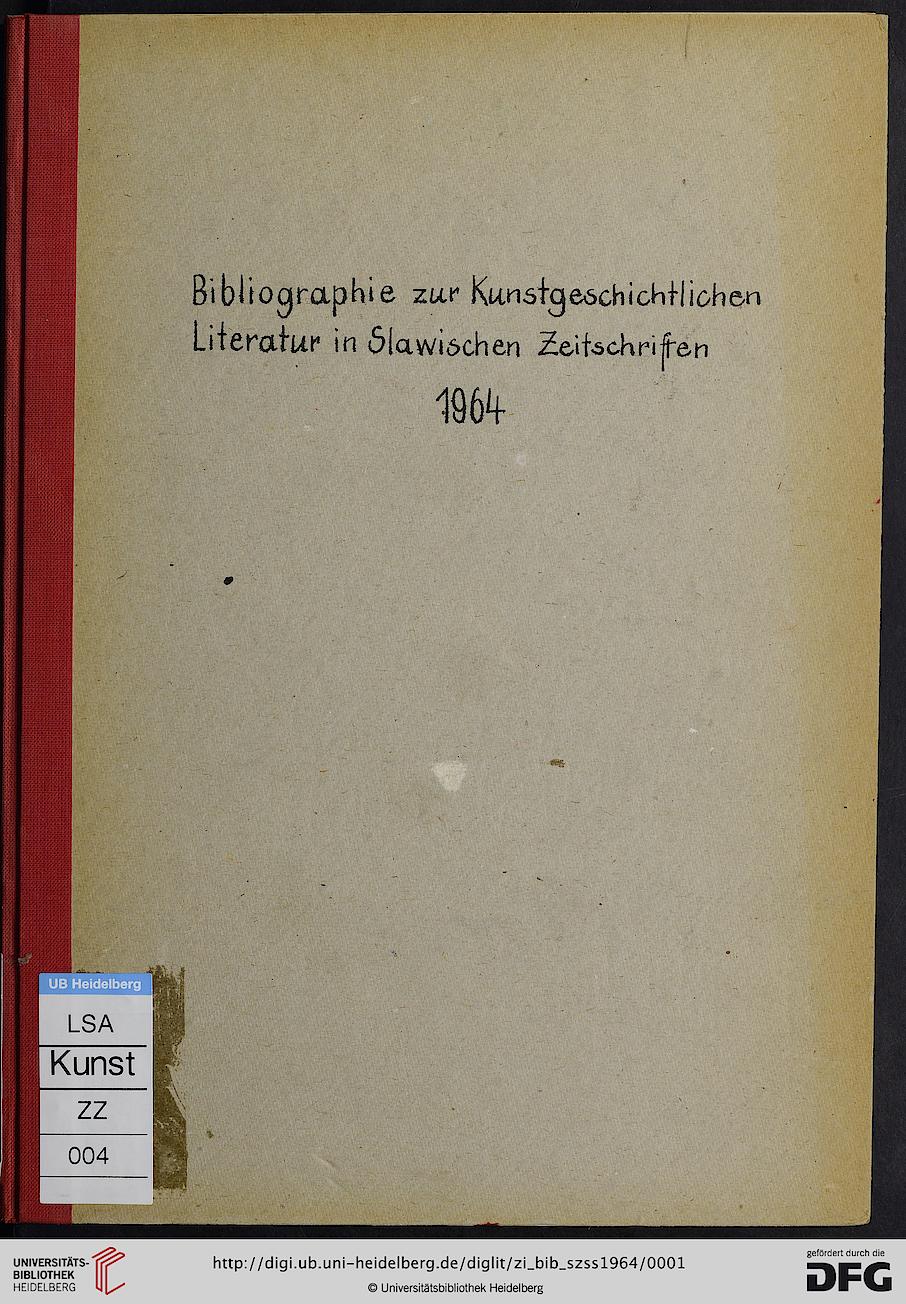 Bibliographie zur Kunstgeschichtlichen
Literatur in Slawischen Zeitschriften
1964
UB Heidelberg
LSA
Kunst
ZZ
004
UNIVERSITÄTS-
BIBLIOTHEK
HEIDELBERG
http://digi.ub.uni-heidelberg.de/diglit/zi_bib_szss1964/0001
© Universitätsbibliothek Heidelberg
gefördert durch die
DFG